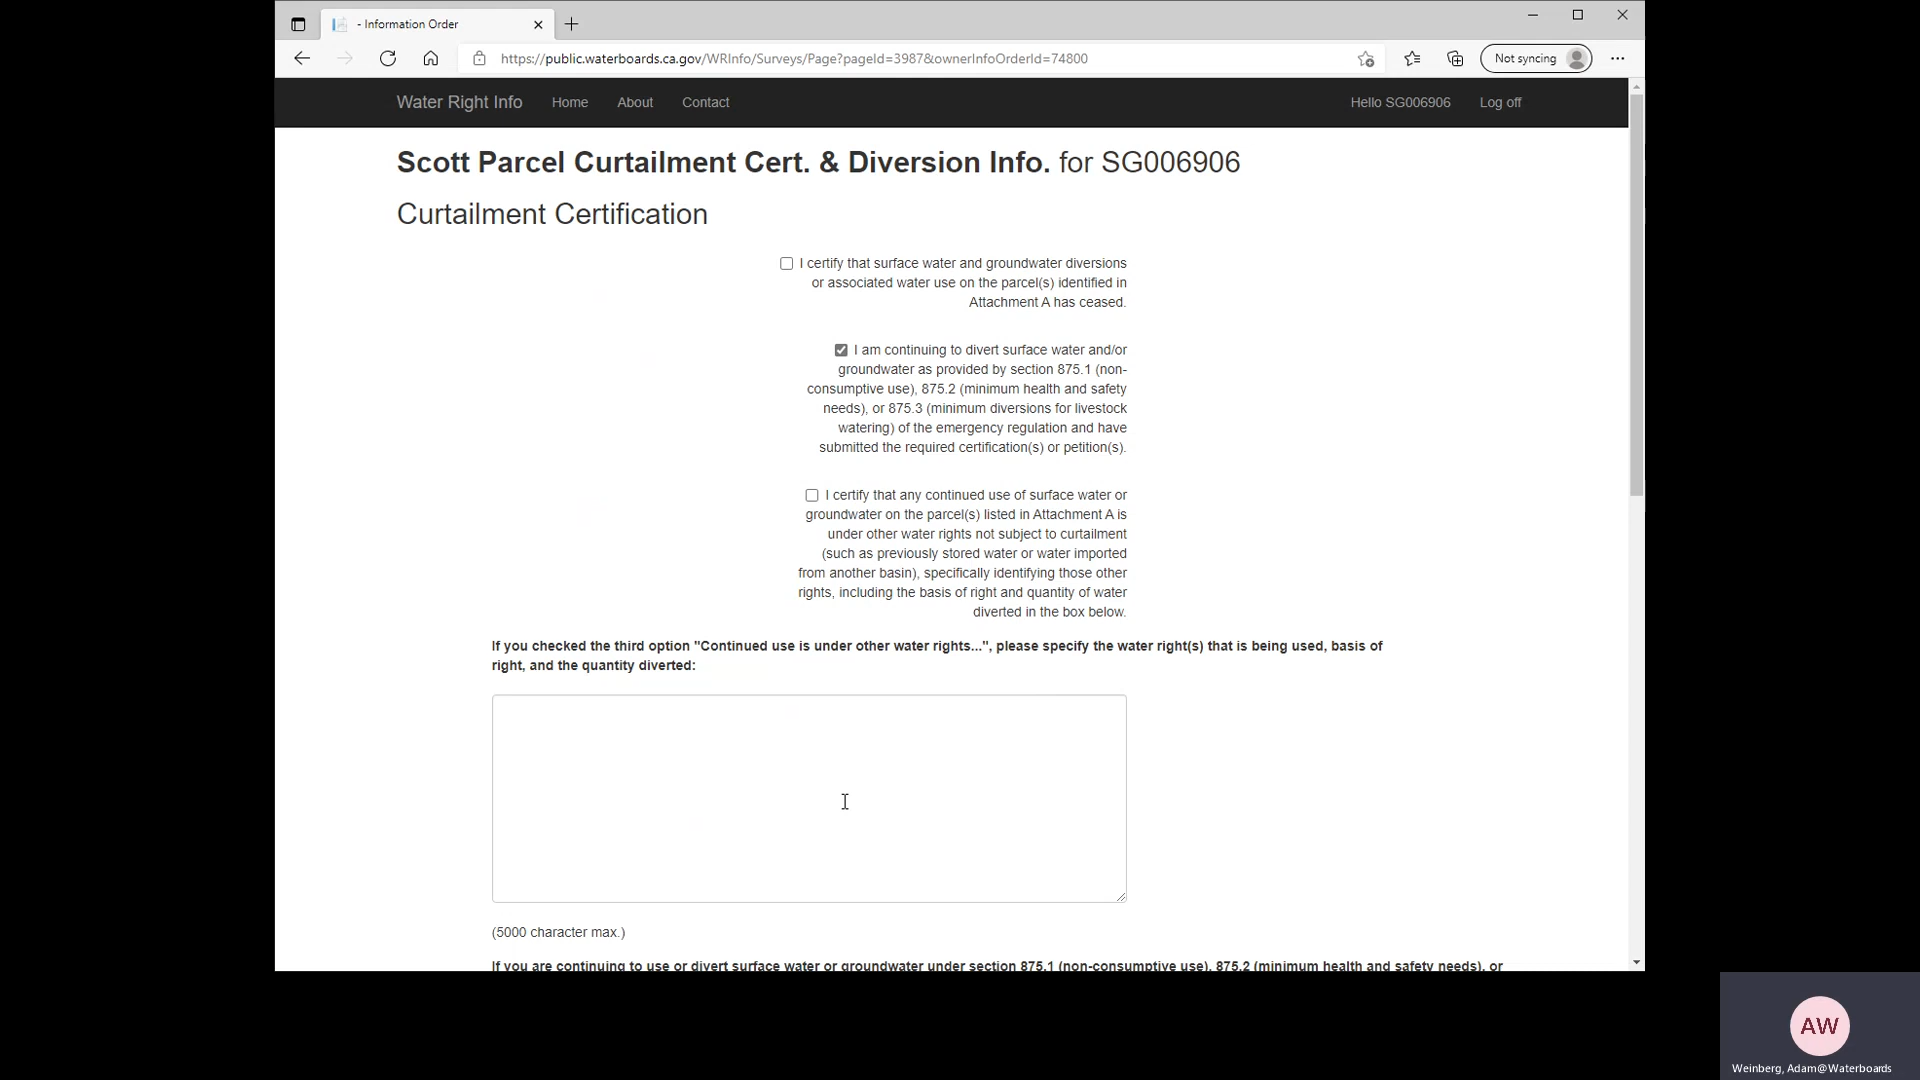 - Information Order
https://public.waterboards.ca.gov/WRInfo/Surveys/Page?pageId=3987&ownerInfoOrderId=74800
Not syncing
Water Right Info Home About Contact Hello SG006906 Log off
Scott Parcel Curtailment Cert. & Diversion Info. for SG006906
Curtailment Certification
I certify that surface water and groundwater diversions
or associated water use on the parcel(s) identified in
Attachment A has ceased.
I am continuing to divert surface water and/or
groundwater as provided by section 875.1 (non-
consumptive use), 875.2 (minimum health and safety
needs), or 875.3 (minimum diversions for livestock
watering) of the emergency regulation and have
submitted the required certification(s) or petition(s).
I certify that any continued use of surface water or
groundwater on the parcel(s) listed in Attachment A is
under other water rights not subject to curtailment
(such as previously stored water or water imported
from another basin), specifically identifying those other
rights, including the basis of right and quantity of water
diverted in the box below.
If you checked the third option "Continued use is under other water rights...", please specify the water right(s) that is being used, basis of
right, and the quantity diverted:
(5000 character max.)
If you are continuing to use or divert surface water or groundwater under section 875.1 (non-consumptive use), 875.2 (minimum health and safety needs), or
AW
Weinberg, Adam@Waterboards